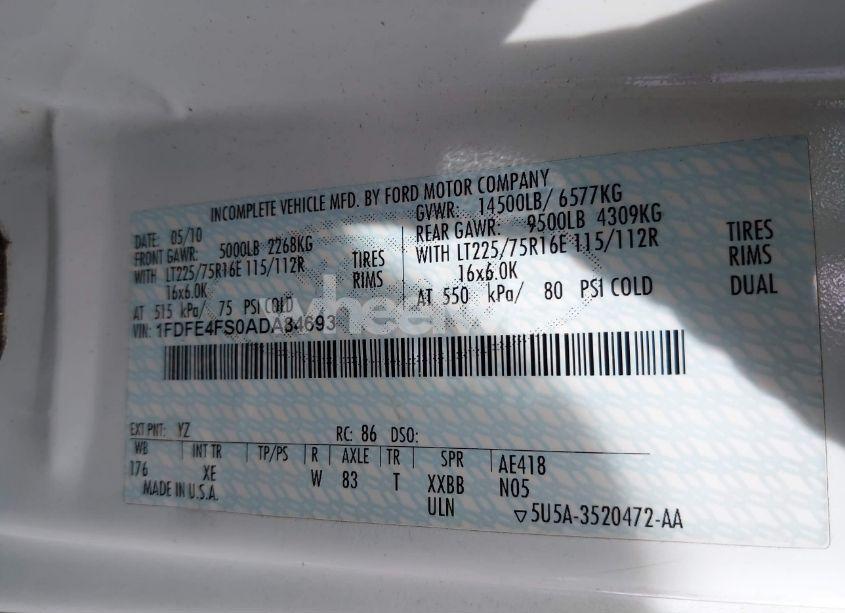 INCOMPLETE VEHICLE MFD. BY FORD MOTOR COMPANY
DATE: 05/10
GVWR: 14500LB/ 6577KG
FRONT GAWR: 5000LB 2268KG
REAR GAWR: 9500LB 4309KG
WITH LT225/75R16E 115/112R TIRES
WITH LT225/75R16E 115/112R TIRES
16x6.0K RIMS
16x6.0K RIMS
AT 515 kPa/ 75 PSI COLD
AT 550 kPa/ 80 PSI COLD DUAL
VIN: 1FDFE4FS0ADA34693
EXT PNT: YZ RC: 86 DSO:
WB INT TR TP/PS R AXLE TR SPR AE418
176 XE W 83 T XXBB N05
MADE IN U.S.A. ULN ▽5U5A-3520472-AA